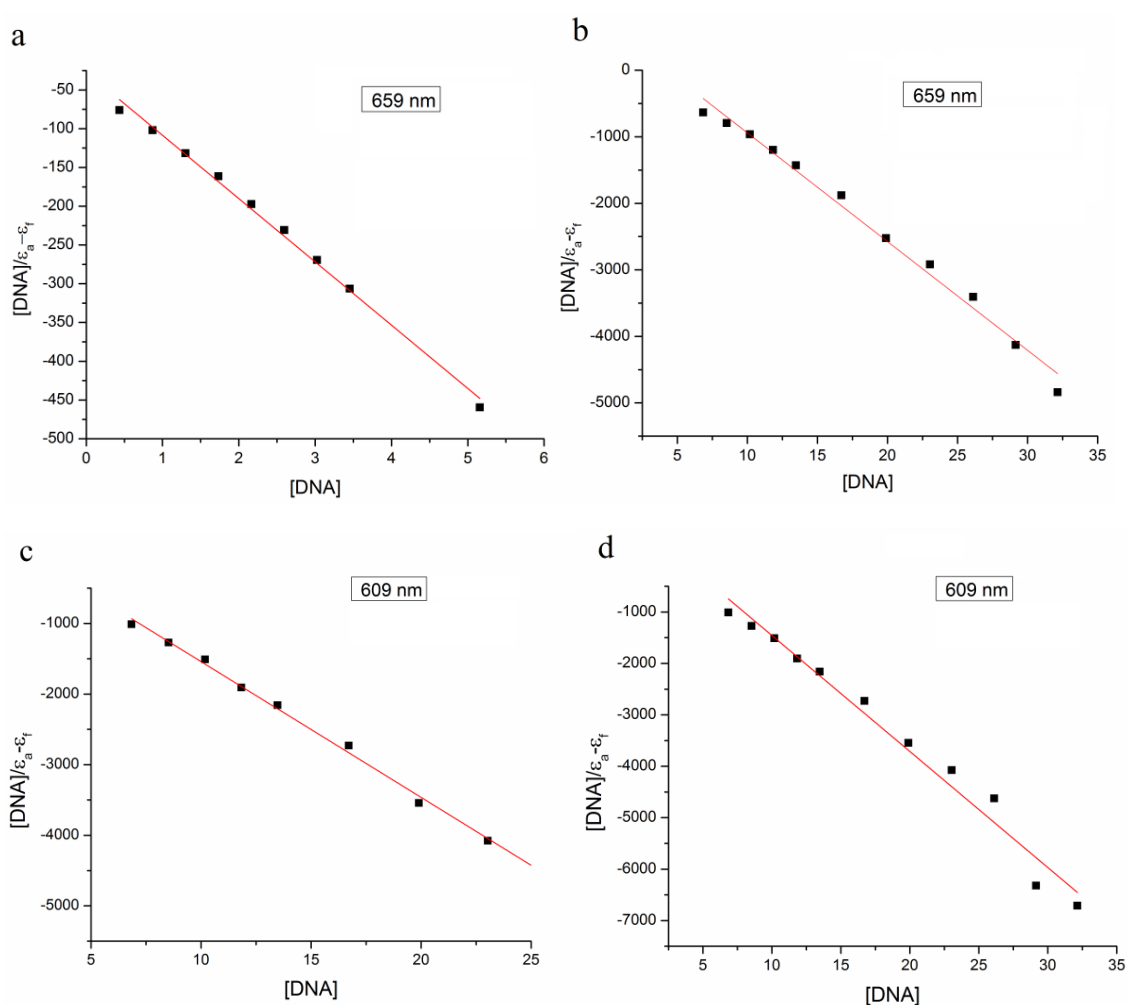 a
659 nm
-50
-100
-150
-200
-250
-300
-350
-400
-450
-500
[DNA]/εa−εf
0 1 2 3 4 5 6
[DNA]
b
659 nm
0
-1000
-2000
-3000
-4000
-5000
[DNA]/εa-εf
5 10 15 20 25 30 35
[DNA]
c
609 nm
-1000
-2000
-3000
-4000
-5000
[DNA]/εa-εf
5 10 15 20 25
[DNA]
d
609 nm
-1000
-2000
-3000
-4000
-5000
-6000
-7000
[DNA]/εa-εf
5 10 15 20 25 30 35
[DNA]